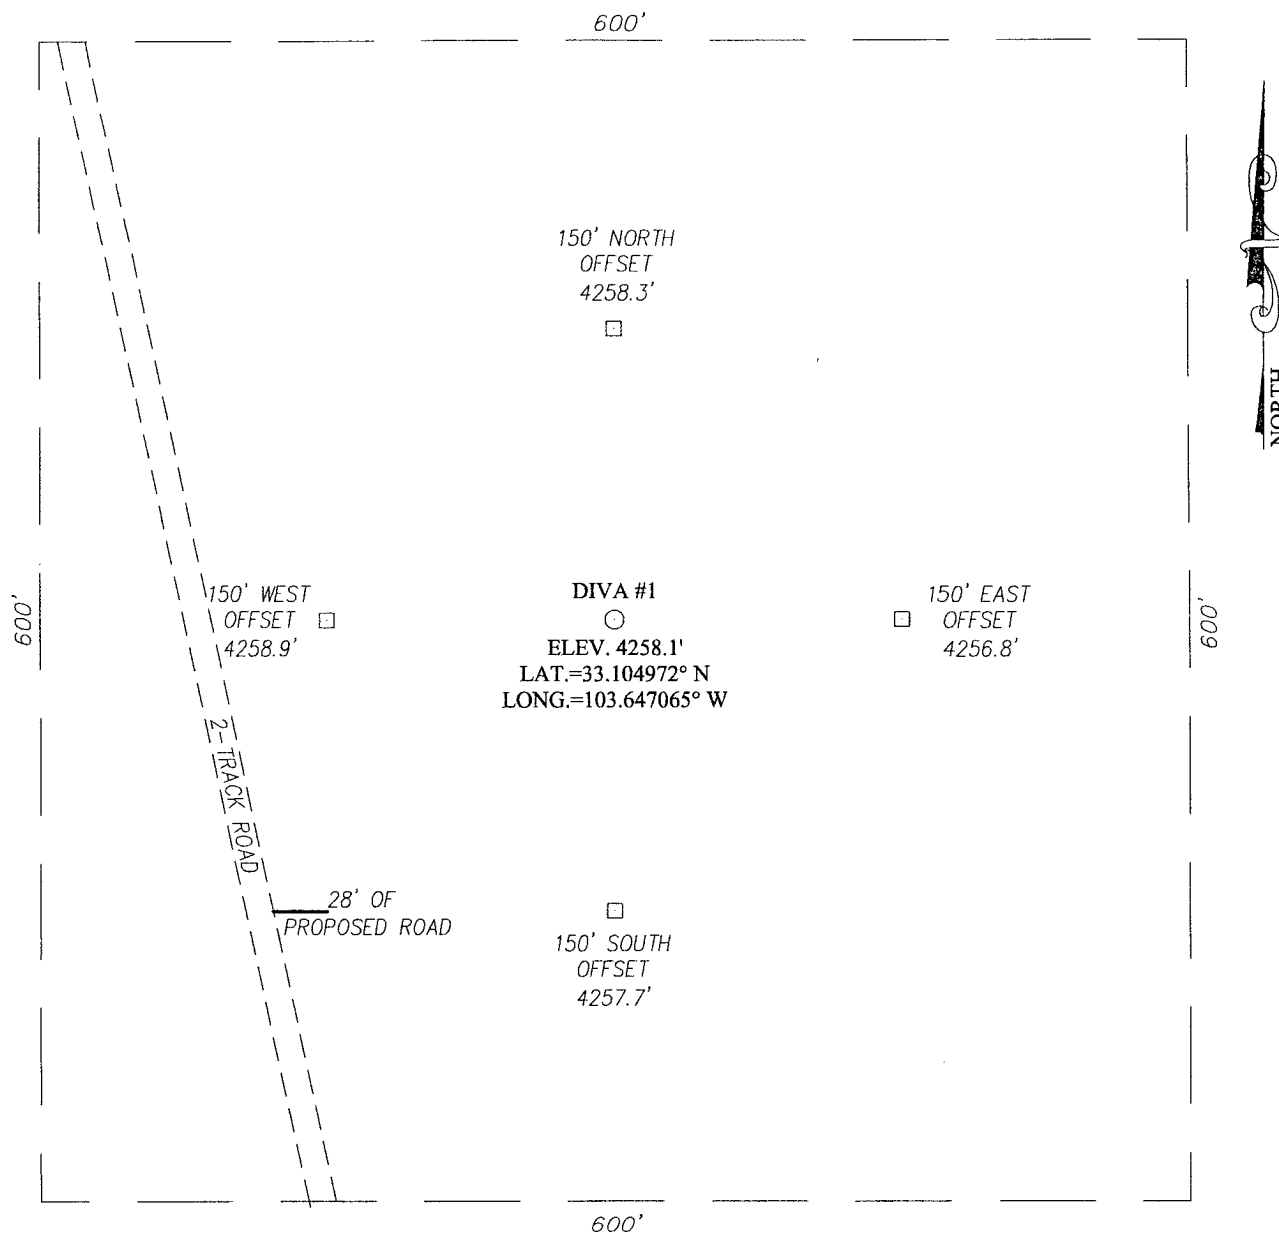 600'
150' NORTH
OFFSET
4258.3'
NORTH
600'
150' WEST
OFFSET
4258.9'
DIVA #1
ELEV. 4258.1'
LAT.=33.104972° N
LONG.=103.647065° W
150' EAST
OFFSET
4256.8'
600'
2-TRACK ROAD
28' OF
PROPOSED ROAD
150' SOUTH
OFFSET
4257.7'
600'